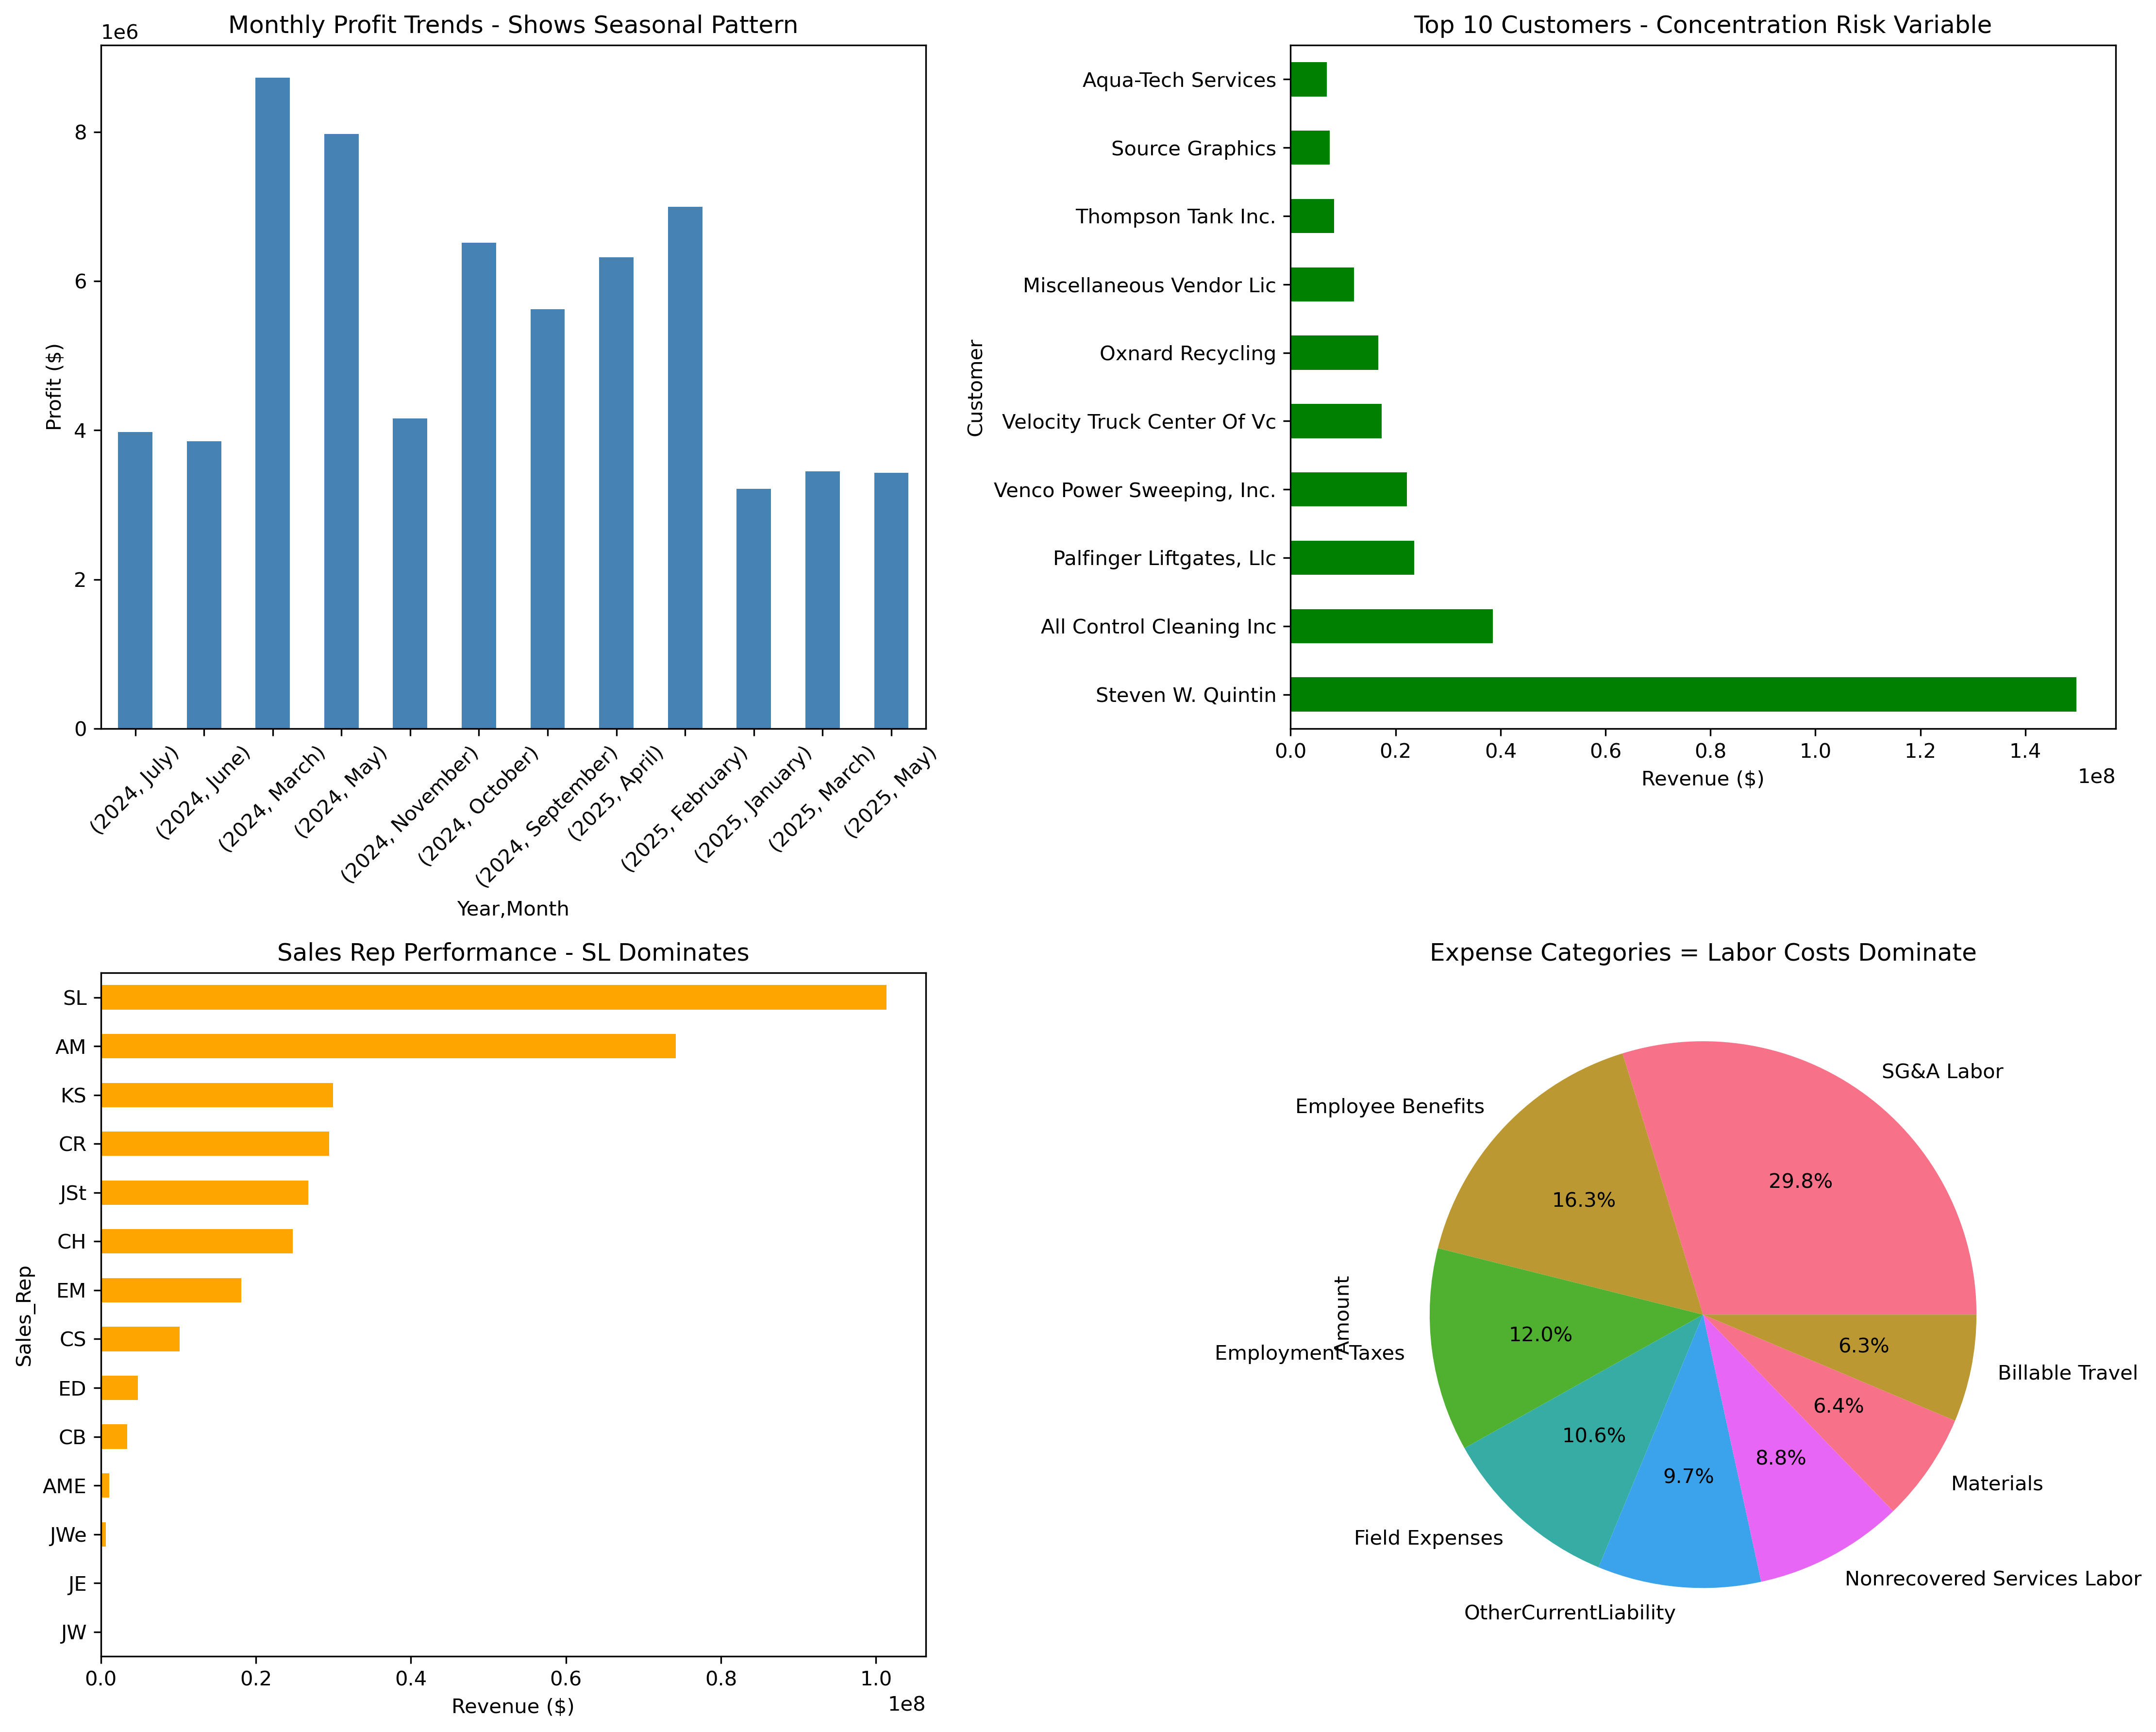 Monthly Profit Trends - Shows Seasonal Pattern
1e6
8
6
4
2
0
Profit ($)
(2024, July)
(2024, June)
(2024, March)
(2024, May)
(2024, November)
(2024, October)
(2024, September)
(2025, April)
(2025, February)
(2025, January)
(2025, March)
(2025, May)
Year,Month
Top 10 Customers - Concentration Risk Variable
Customer
Aqua-Tech Services
Source Graphics
Thompson Tank Inc.
Miscellaneous Vendor Lic
Oxnard Recycling
Velocity Truck Center Of Vc
Venco Power Sweeping, Inc.
Palfinger Liftgates, Llc
All Control Cleaning Inc
Steven W. Quintin
0.0 0.2 0.4 0.6 0.8 1.0 1.2 1.4
1e8
Revenue ($)
Sales Rep Performance - SL Dominates
Sales_Rep
SL
AM
KS
CR
JSt
CH
EM
CS
ED
CB
AME
JWe
JE
JW
0.0 0.2 0.4 0.6 0.8 1.0
1e8
Revenue ($)
Expense Categories = Labor Costs Dominate
Amount
SG&A Labor
29.8%
Employee Benefits
16.3%
Employment Taxes
12.0%
Field Expenses
10.6%
OtherCurrentLiability
9.7%
Nonrecovered Services Labor
8.8%
Materials
6.4%
Billable Travel
6.3%